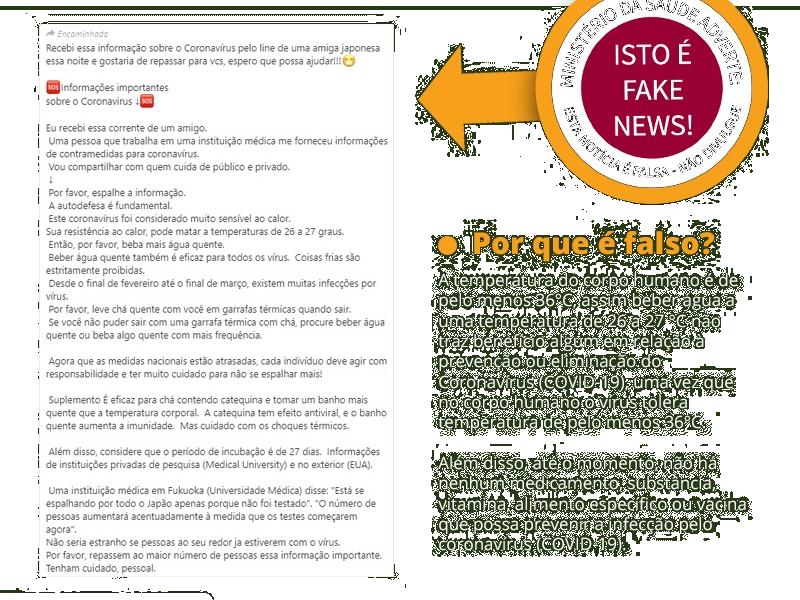 Encaminhada
Recebi essa informação sobre o Coronavírus pelo line de uma amiga japonesa
essa noite e gostaria de repassar para vcs, espero que possa ajudar!!!😁
🆘Informações importantes
sobre o Coronavirus ↓🆘
Eu recebi essa corrente de um amigo.
Uma pessoa que trabalha em uma instituição médica me forneceu informações
de contramedidas para coronavírus.
Vou compartilhar com quem cuida de público e privado.
↓
Por favor, espalhe a informação.
A autodefesa é fundamental.
Este coronavírus foi considerado muito sensível ao calor.
Sua resistência ao calor, pode matar a temperaturas de 26 a 27 graus.
Então, por favor, beba mais água quente.
Beber água quente também é eficaz para todos os vírus. Coisas frias são
estritamente proibidas.
Desde o final de fevereiro até o final de março, existem muitas infecções por
vírus.
Por favor, leve chá quente com você em garrafas térmicas quando sair.
Se você não puder sair com uma garrafa térmica com chá, procure beber água
quente ou beba algo quente com mais frequência.
Agora que as medidas nacionais estão atrasadas, cada indivíduo deve agir com
responsabilidade e ter muito cuidado para não se espalhar mais!
Suplemento É eficaz para chá contendo catequina e tomar um banho mais
quente que a temperatura corporal. A catequina tem efeito antiviral, e o banho
quente aumenta a imunidade. Mas cuidado com os choques térmicos.
Além disso, considere que o período de incubação é de 27 dias. Informações
de instituições privadas de pesquisa (Medical University) e no exterior (EUA).
Uma instituição médica em Fukuoka (Universidade Médica) disse: "Está se
espalhando por todo o Japão apenas porque não foi testado". "O número de
pessoas aumentará acentuadamente à medida que os testes começarem
agora".
Não seria estranho se pessoas ao seu redor ja estiverem com o vírus.
Por favor, repassem ao maior número de pessoas essa informação importante.
Tenham cuidado, pessoal.
MINISTÉRIO DA SAÚDE ADVERTE:
ISTO É
FAKE
NEWS!
ESTA NOTÍCIA É FALSA - NÃO DIVULGUE
Por que é falso?
A temperatura do corpo humano é de
pelo menos 36°C, assim beber água a
uma temperatura de 26 a 27 °C não
traz benefício algum em relação a
prevenção ou eliminação do
Coronavírus (COVID-19), uma vez que
no corpo humano o vírus tolera
temperatura de pelo menos 36°C.
Além disso, até o momento, não há
nenhum medicamento, substância,
vitamina, alimento específico ou vacina
que possa prevenir a infecção pelo
coronavírus (COVID-19).